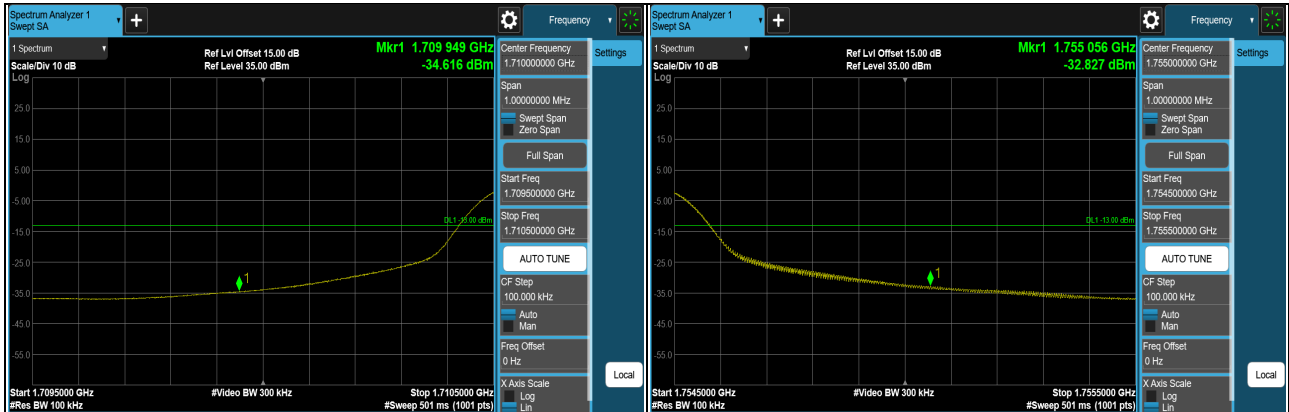 Spectrum Analyzer 1
Swept SA
+
Frequency
1 Spectrum
Scale/Div 10 dB
Ref Lvl Offset 15.00 dB
Ref Level 35.00 dBm
Mkr1 1.709 949 GHz
-34.616 dBm
Log
25.0
15.0
5.00
-5.00
-15.0
-25.0
-35.0
-45.0
-55.0
DL1 -13.00 dBm
1
Start 1.7095000 GHz
#Res BW 100 kHz
#Video BW 300 kHz
Stop 1.7105000 GHz
#Sweep 501 ms (1001 pts)
Center Frequency
1.710000000 GHz
Settings
Span
1.00000000 MHz
Swept Span
Zero Span
Full Span
Start Freq
1.709500000 GHz
Stop Freq
1.710500000 GHz
AUTO TUNE
CF Step
100.000 kHz
Auto
Man
Freq Offset
0 Hz
X Axis Scale
Log
Lin
Local
Spectrum Analyzer 1
Swept SA
+
Frequency
1 Spectrum
Scale/Div 10 dB
Ref Lvl Offset 15.00 dB
Ref Level 35.00 dBm
Mkr1 1.755 056 GHz
-32.827 dBm
Log
25.0
15.0
5.00
-5.00
-15.0
-25.0
-35.0
-45.0
-55.0
DL1 -13.00 dBm
1
Start 1.7545000 GHz
#Res BW 100 kHz
#Video BW 300 kHz
Stop 1.7555000 GHz
#Sweep 501 ms (1001 pts)
Center Frequency
1.755000000 GHz
Settings
Span
1.00000000 MHz
Swept Span
Zero Span
Full Span
Start Freq
1.754500000 GHz
Stop Freq
1.755500000 GHz
AUTO TUNE
CF Step
100.000 kHz
Auto
Man
Freq Offset
0 Hz
X Axis Scale
Log
Lin
Local